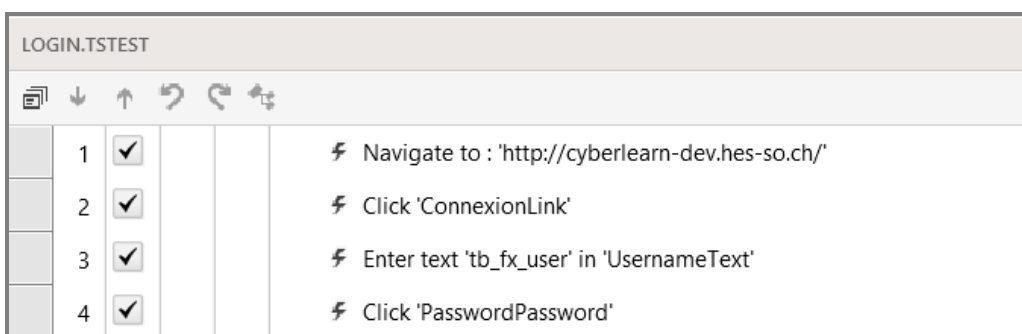 LOGIN.TSTEST
1 Navigate to : 'http://cyberlearn-dev.hes-so.ch/'
2 Click 'ConnexionLink'
3 Enter text 'tb_fx_user' in 'UsernameText'
4 Click 'PasswordPassword'